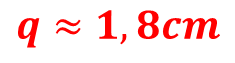 q ≈ 1,8cm